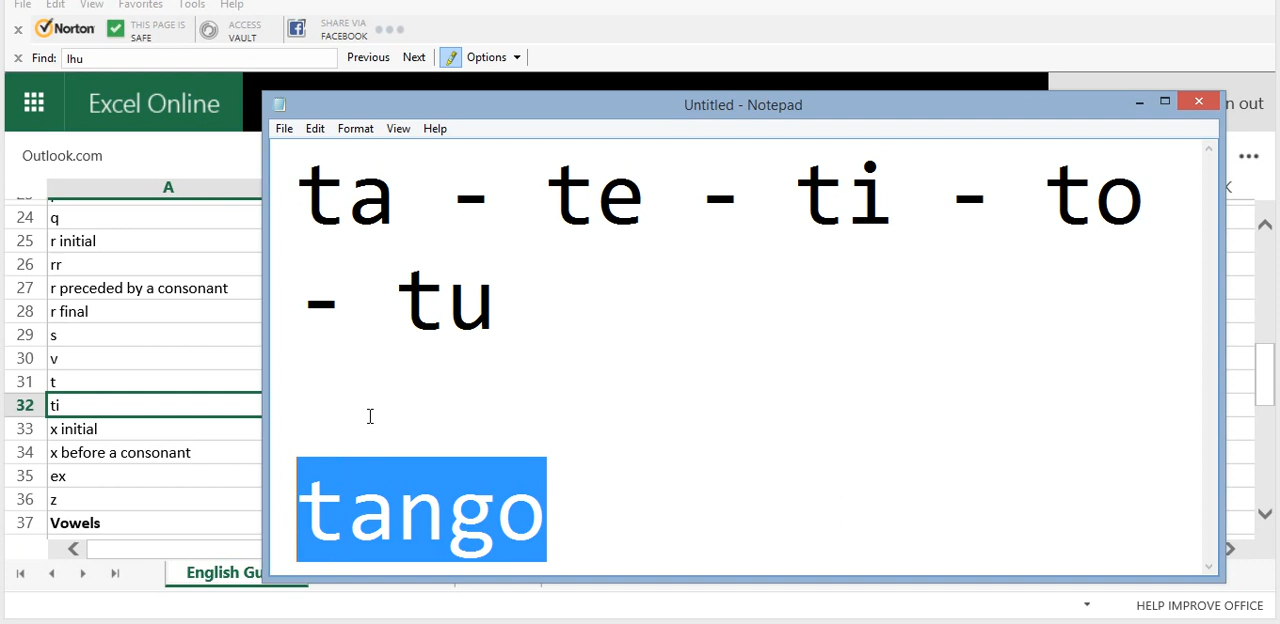 File Edit View Favorites Tools Help
x Norton THIS PAGE IS SAFE ACCESS VAULT SHARE VIA FACEBOOK
x Find: lhu Previous Next Options
Excel Online
n out
Untitled - Notepad
File Edit Format View Help
Outlook.com
A
K
24 q
25 r initial
26 rr
27 r preceded by a consonant
28 r final
29 s
30 v
31 t
32 ti
33 x initial
34 x before a consonant
35 ex
36 z
37 Vowels
ta - te - ti - to
- tu
tango
English Gu
HELP IMPROVE OFFICE